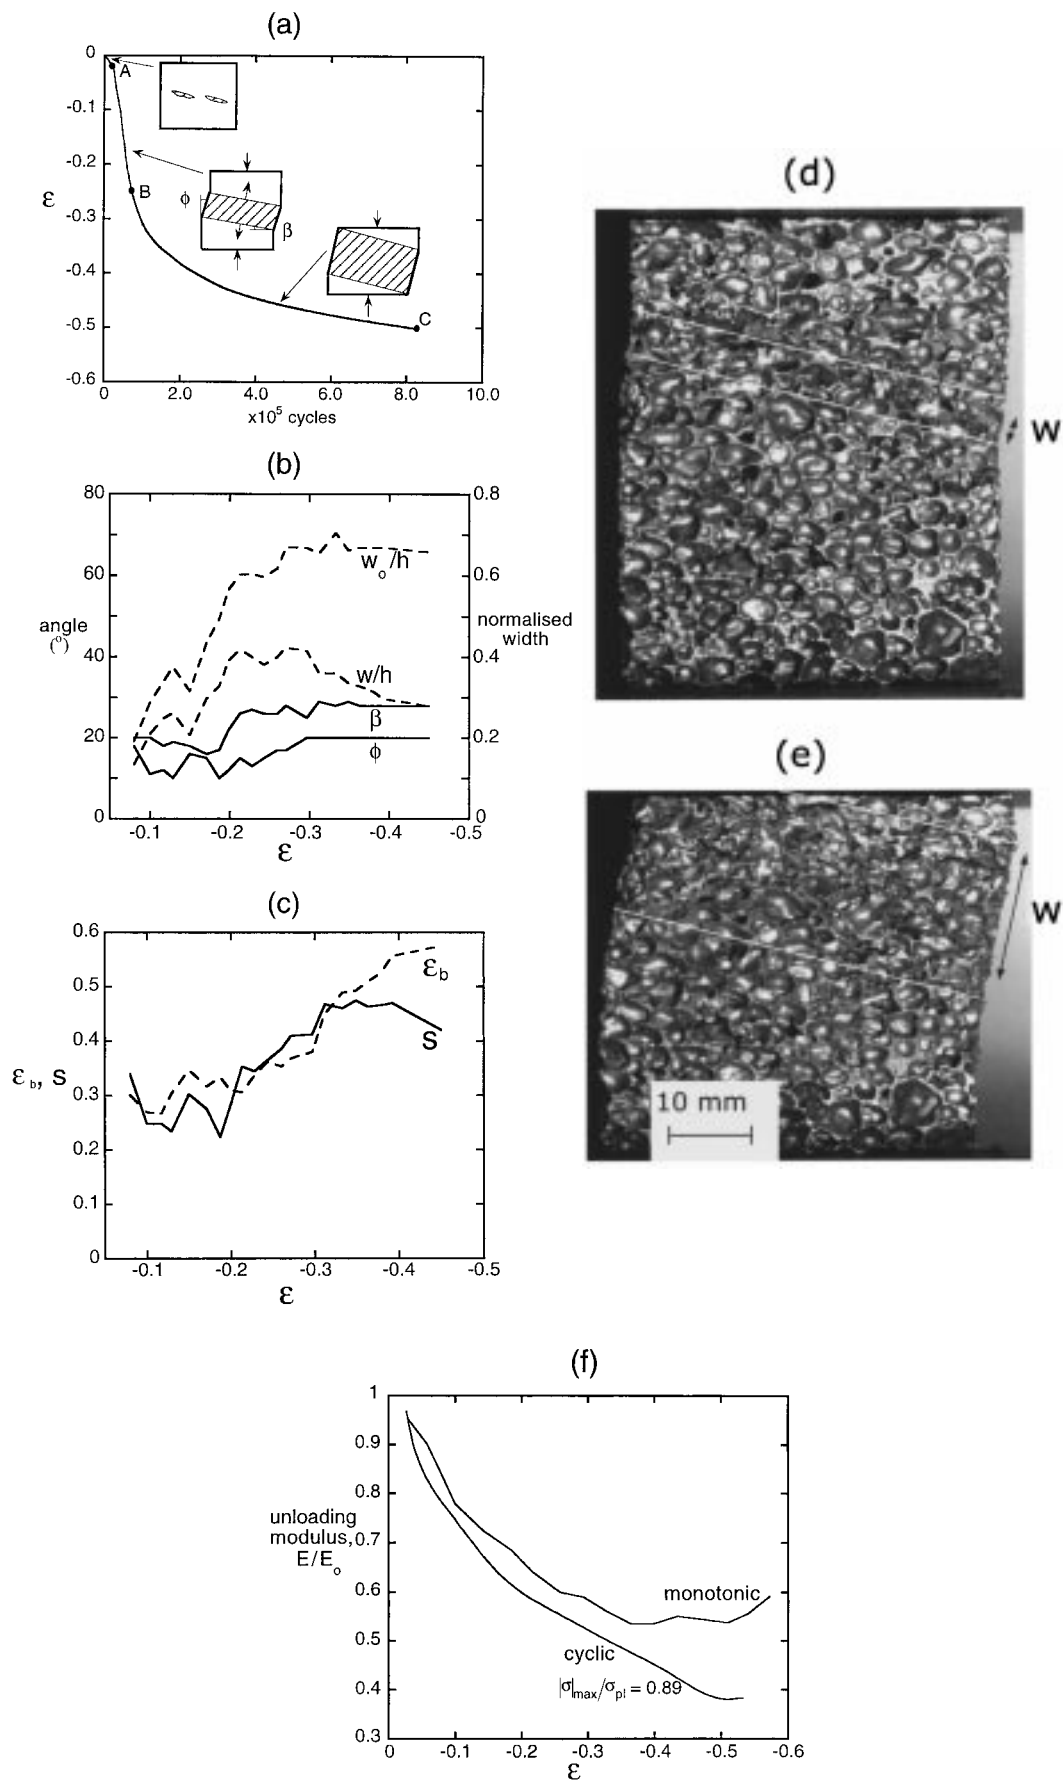 (a)
0
-0.1
-0.2
-0.3
-0.4
-0.5
-0.6
ε
A
B
C
ϕ
β
0 2.0 4.0 6.0 8.0 10.0
x10⁵ cycles
(b)
80
60
40
20
0
angle
(°)
0.8
0.6
0.4
0.2
0
normalised
width
wₒ/h
w/h
β
ϕ
-0.1 -0.2 -0.3 -0.4 -0.5
ε
(c)
0.6
0.5
0.4
0.3
0.2
0.1
0
ε b, s
εb
s
-0.1 -0.2 -0.3 -0.4 -0.5
ε
(d)
w
(e)
w
10 mm
(f)
1
0.9
0.8
0.7
0.6
0.5
0.4
0.3
unloading
modulus,
E/Eₒ
monotonic
cyclic
|σ|max/σpl = 0.89
0 -0.1 -0.2 -0.3 -0.4 -0.5 -0.6
ε